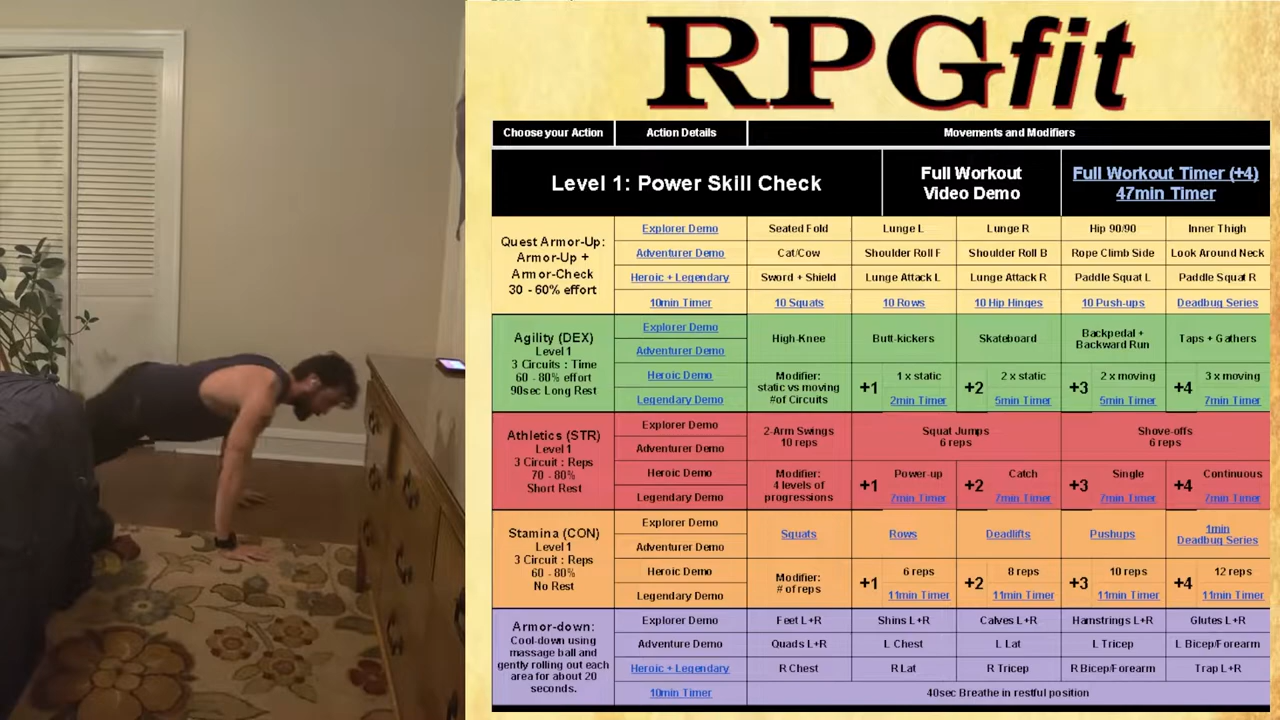 RPGfit
Choose your Action Action Details Movements and Modifiers
Level 1: Power Skill Check
Full Workout
Video Demo
Full Workout Timer (+4)
47min Timer
Quest Armor-Up:
Armor-Up +
Armor-Check
30 - 60% effort
Explorer Demo Seated Fold Lunge L Lunge R Hip 90/90 Inner Thigh
Adventurer Demo Cat/Cow Shoulder Roll F Shoulder Roll B Rope Climb Side Look Around Neck
Heroic + Legendary Sword + Shield Lunge Attack L Lunge Attack R Paddle Squat L Paddle Squat R
10min Timer 10 Squats 10 Rows 10 Hip Hinges 10 Push-ups Deadbug Series
Agility (DEX)
Level 1
3 Circuits : Time
60 - 80% effort
90sec Long Rest
Explorer Demo
Adventurer Demo
High-Knee Butt-kickers Skateboard
Backpedal +
Backward Run
Taps + Gathers
Heroic Demo
Legendary Demo
Modifier:
static vs moving
#of Circuits
+1
1 x static
2min Timer
+2
2 x static
5min Timer
+3
2 x moving
5min Timer
+4
3 x moving
7min Timer
Athletics (STR)
Level 1
3 Circuit : Reps
70 - 80%
Short Rest
Explorer Demo
Adventurer Demo
2-Arm Swings
10 reps
Squat Jumps
6 reps
Shove-offs
6 reps
Heroic Demo
Legendary Demo
Modifier:
4 levels of
progressions
+1
Power-up
7min Timer
+2
Catch
7min Timer
+3
Single
7min Timer
+4
Continuous
7min Timer
Stamina (CON)
Level 1
3 Circuit : Reps
60 - 80%
No Rest
Explorer Demo
Adventurer Demo
Squats Rows Deadlifts Pushups
1min
Deadbug Series
Heroic Demo
Legendary Demo
Modifier:
# of reps
+1
6 reps
11min Timer
+2
8 reps
11min Timer
+3
10 reps
11min Timer
+4
12 reps
11min Timer
Armor-down:
Cool-down using
massage ball and
gently rolling out each
area for about 20
seconds.
Explorer Demo Feet L+R Shins L+R Calves L+R Hamstrings L+R Glutes L+R
Adventure Demo Quads L+R L Chest L Lat L Tricep L Bicep/Forearm
Heroic + Legendary R Chest R Lat R Tricep R Bicep/Forearm Trap L+R
10min Timer 40sec Breathe in restful position